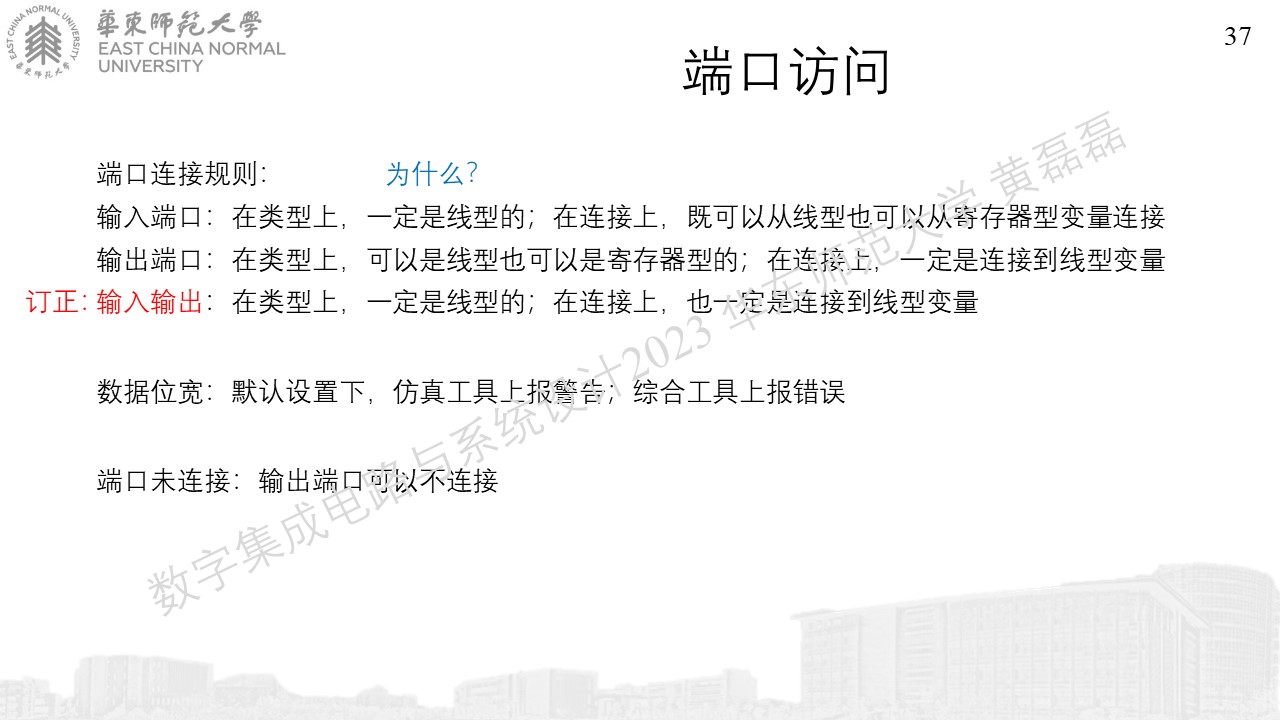 華東師范大學
EAST CHINA NORMAL
UNIVERSITY
EAST CHINA NORMAL UNIVERSITY
華東师范大学
37
端口访问
端口连接规则： 为什么？
输入端口：在类型上，一定是线型的；在连接上，既可以从线型也可以从寄存器型变量连接
输出端口：在类型上，可以是线型也可以是寄存器型的；在连接上，一定是连接到线型变量
订正：输入输出：在类型上，一定是线型的；在连接上，也一定是连接到线型变量
数据位宽：默认设置下，仿真工具上报警告；综合工具上报错误
端口未连接：输出端口可以不连接
数字集成电路与系统设计2023 华东师范大学 黄磊磊